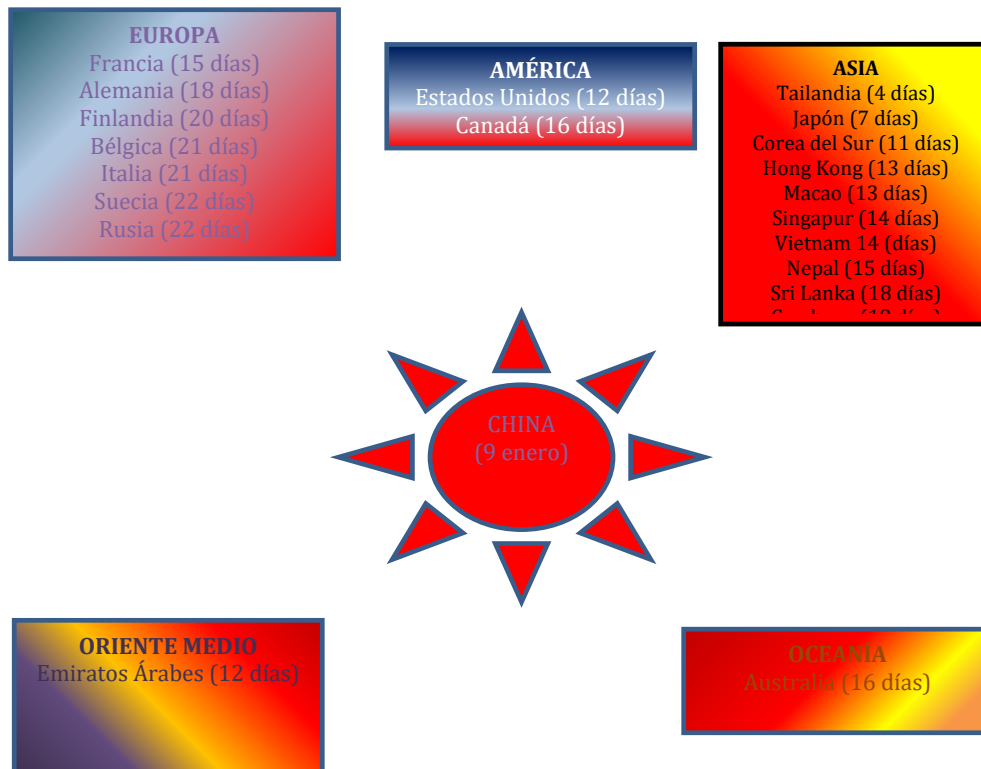 EUROPA
Francia (15 días)
Alemania (18 días)
Finlandia (20 días)
Bélgica (21 días)
Italia (21 días)
Suecia (22 días)
Rusia (22 días)
AMÉRICA
Estados Unidos (12 días)
Canadá (16 días)
ASIA
Tailandia (4 días)
Japón (7 días)
Corea del Sur (11 días)
Hong Kong (13 días)
Macao (13 días)
Singapur (14 días)
Vietnam 14 (días)
Nepal (15 días)
Sri Lanka (18 días)
CHINA
(9 enero)
ORIENTE MEDIO
Emiratos Árabes (12 días)
OCEANÍA
Australia (16 días)